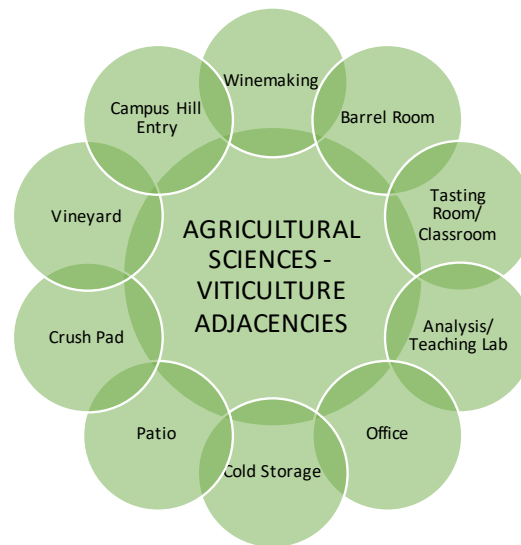 Winemaking
Campus Hill
Entry
Barrel Room
Vineyard
Tasting
Room/
Classroom
AGRICULTURAL
SCIENCES -
VITICULTURE
ADJACENCIES
Crush Pad
Analysis/
Teaching Lab
Patio
Office
Cold Storage